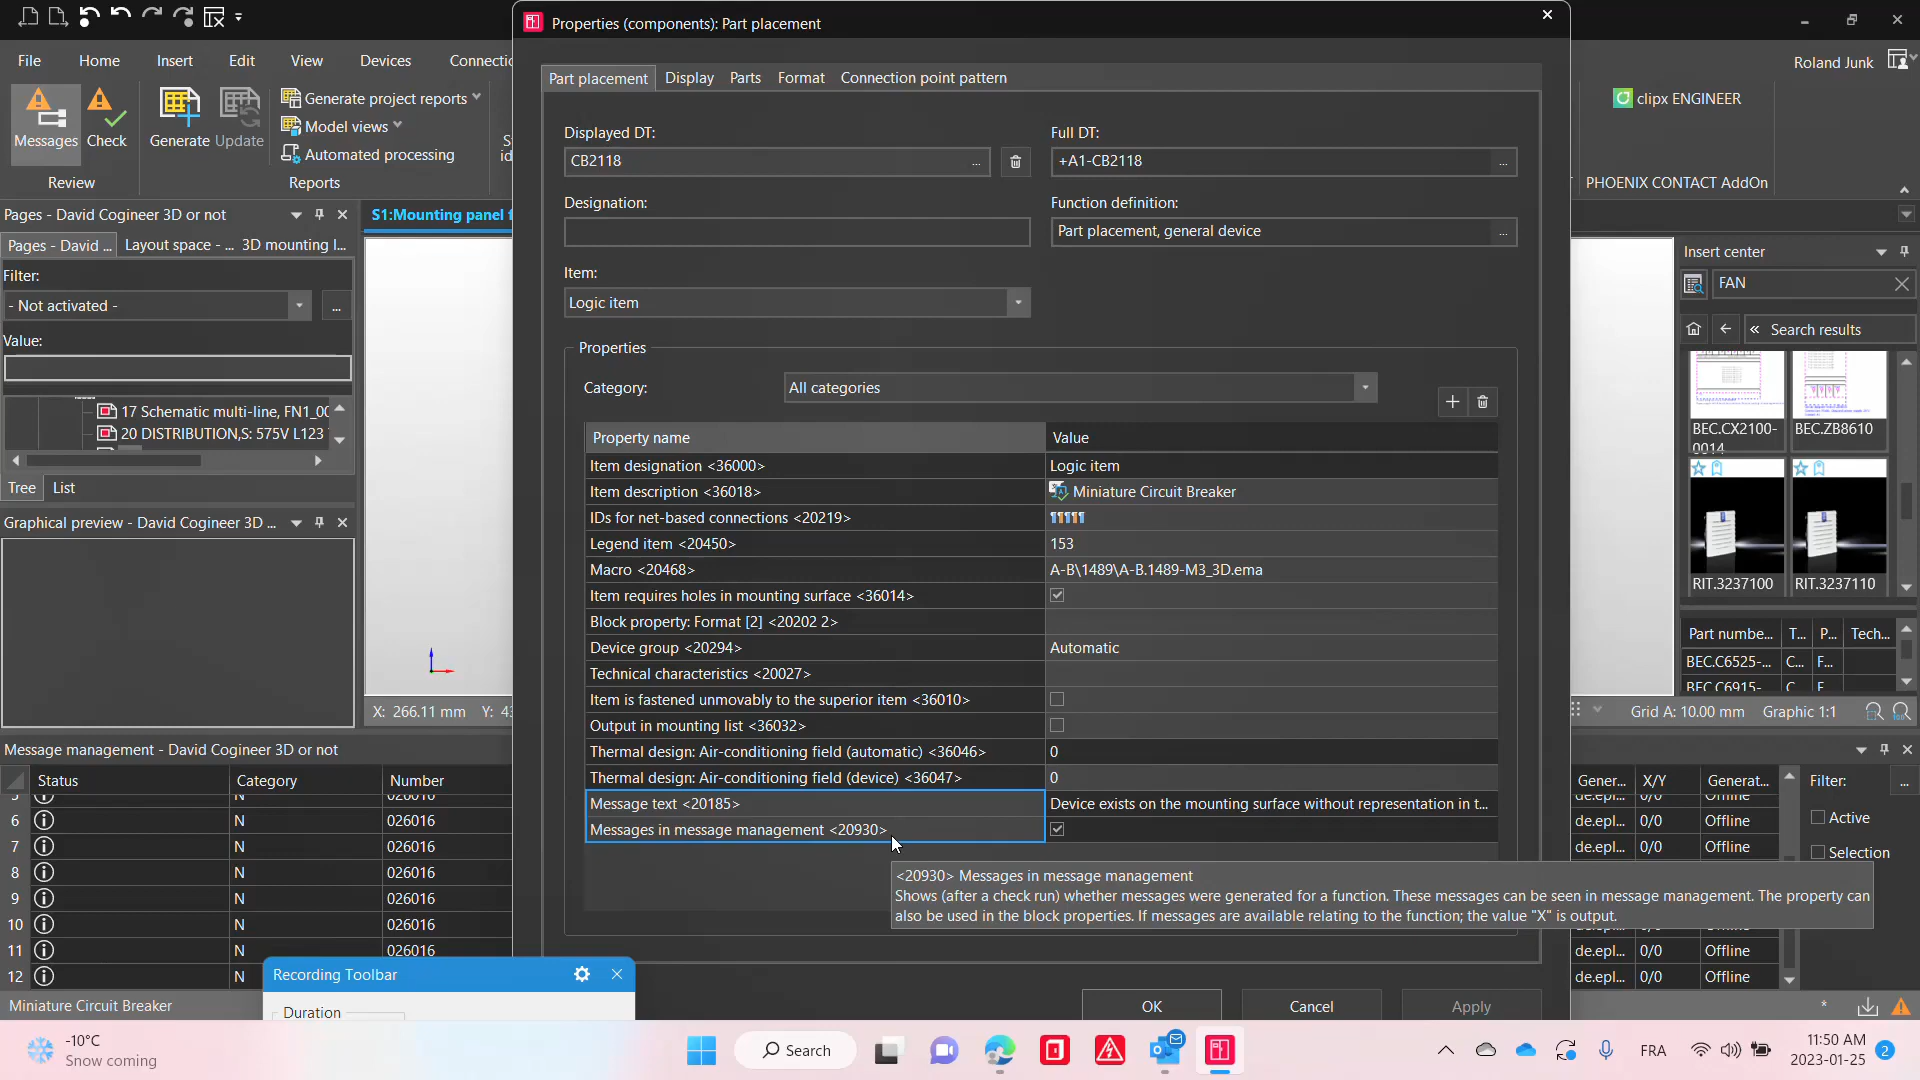 Properties (components): Part placement
File
Home
Insert
Edit
View
Devices
Roland Junk
Part placement
Display
Parts
Format
Connection point pattern
Messages
Check
Generate
Update
Generate project reports
Model views
Automated processing
Review
Reports
clipx ENGINEER
PHOENIX CONTACT AddOn
Displayed DT:
CB2118
...
Full DT:
+A1-CB2118
...
Designation:
Function definition:
Part placement, general device
...
Item:
Logic item
Properties
Category:
All categories
Property name
Value
Item designation <36000>
Logic item
Item description <36018>
Miniature Circuit Breaker
IDs for net-based connections <20219>
¶¶¶¶¶
Legend item <20450>
153
Macro <20468>
A-B\1489\A-B.1489-M3_3D.ema
Item requires holes in mounting surface <36014>
Block property: Format [2] <20202 2>
Device group <20294>
Automatic
Technical characteristics <20027>
Item is fastened unmovably to the superior item <36010>
Output in mounting list <36032>
Thermal design: Air-conditioning field (automatic) <36046>
0
Thermal design: Air-conditioning field (device) <36047>
0
Message text <20185>
Device exists on the mounting surface without representation in t...
Messages in message management <20930>
<20930> Messages in message management
Shows (after a check run) whether messages were generated for a function. These messages can be seen in message management. The property can
also be used in the block properties. If messages are available relating to the function; the value "X" is output.
OK
Cancel
Apply
Pages - David Cogineer 3D or not
S1:Mounting panel
Pages - David ...
Layout space - ...
3D mounting l...
Filter:
- Not activated -
...
Value:
17 Schematic multi-line, FN1_00
20 DISTRIBUTION,S: 575V L123
Tree
List
Graphical preview - David Cogineer 3D ...
X: 266.11 mm
Message management - David Cogineer 3D or not
Status
Category
Number
5
N
026016
6
N
026016
7
N
026016
8
N
026016
9
N
026016
10
N
026016
11
N
026016
12
N
026016
Miniature Circuit Breaker
Recording Toolbar
Duration
Insert center
FAN
« Search results
BEC.CX2100-
0014
BEC.ZB8610
RIT.3237100
RIT.3237110
Part numbe...
T...
P...
Tech...
BEC.C6525-...
C...
F...
BEC.C6915-
C
F
Grid A: 10.00 mm
Graphic 1:1
Gener...
X/Y
Generat...
Filter:
...
de.epl...
0/0
Offline
Active
de.epl...
0/0
Offline
de.epl...
0/0
Offline
Selection
de.epl...
0/0
Offline
de.epl...
0/0
Offline
-10°C
Snow coming
Search
FRA
11:50 AM
2023-01-25
2